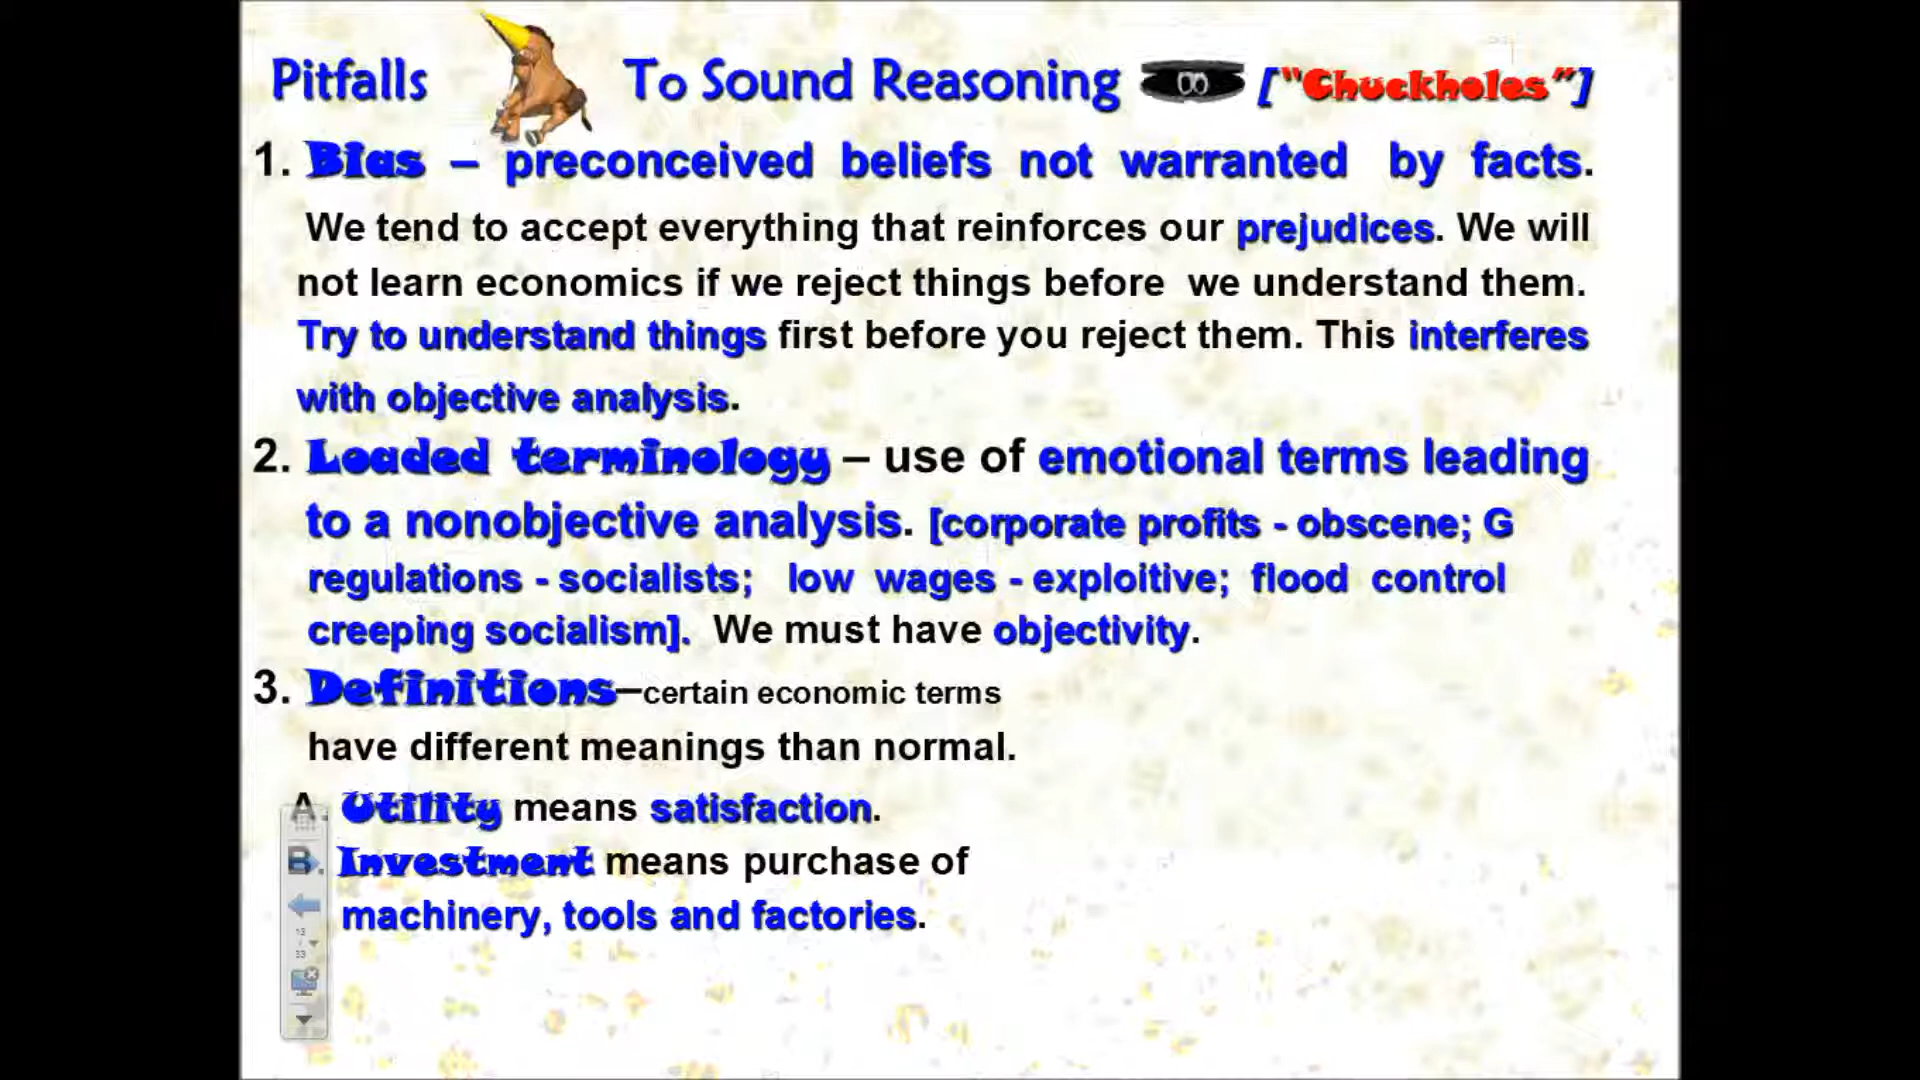 Pitfalls To Sound Reasoning ["Chuckholes"]
1. Bias – preconceived beliefs not warranted by facts.
We tend to accept everything that reinforces our prejudices. We will
not learn economics if we reject things before we understand them.
Try to understand things first before you reject them. This interferes
with objective analysis.
2. Loaded terminology – use of emotional terms leading
to a nonobjective analysis. [corporate profits - obscene; G
regulations - socialists; low wages - exploitive; flood control
creeping socialism]. We must have objectivity.
3. Definitions–certain economic terms
have different meanings than normal.
A. Utility means satisfaction.
B. Investment means purchase of
machinery, tools and factories.
13
/
33